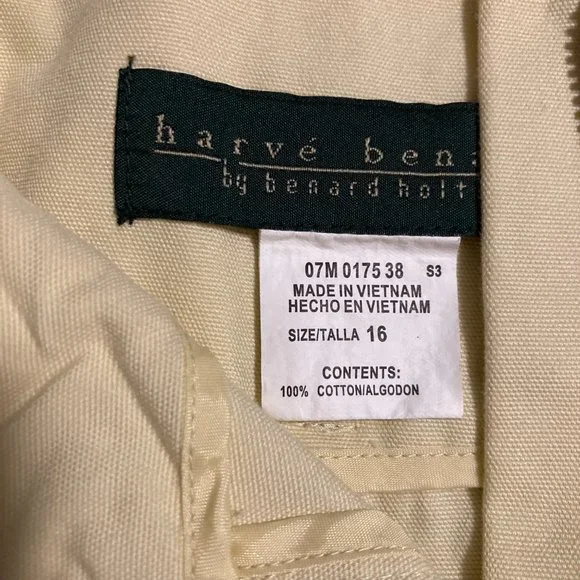 harvé ben
by benard holt
07M 0175 38 S3
MADE IN VIETNAM
HECHO EN VIETNAM
SIZE/TALLA 16
CONTENTS:
100% COTTON/ALGODON